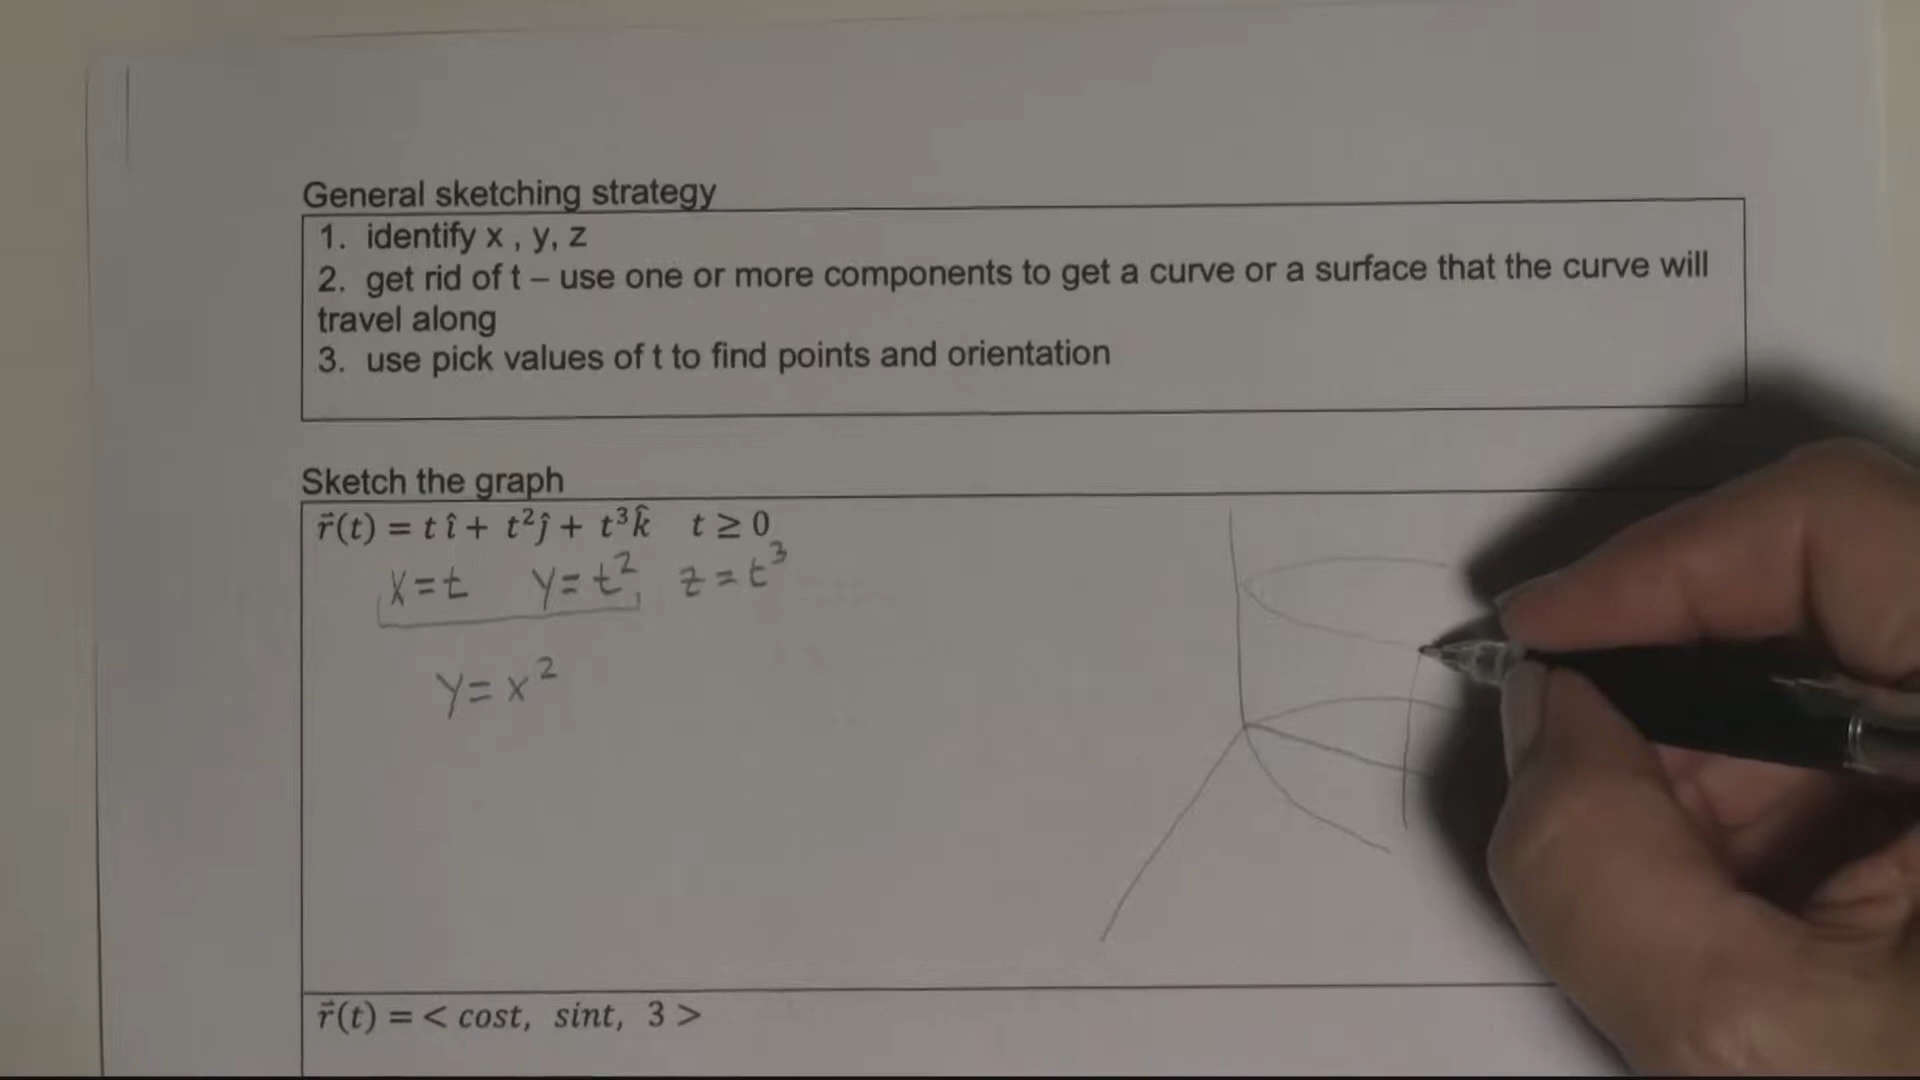 General sketching strategy
1. identify x , y, z
2. get rid of t – use one or more components to get a curve or a surface that the curve will
travel along
3. use pick values of t to find points and orientation
Sketch the graph
r⃗(t) = t î + t²ĵ + t³k̂ t ≥ 0
x = t y = t² z = t³
y = x²
r⃗(t) = < cost, sint, 3 >